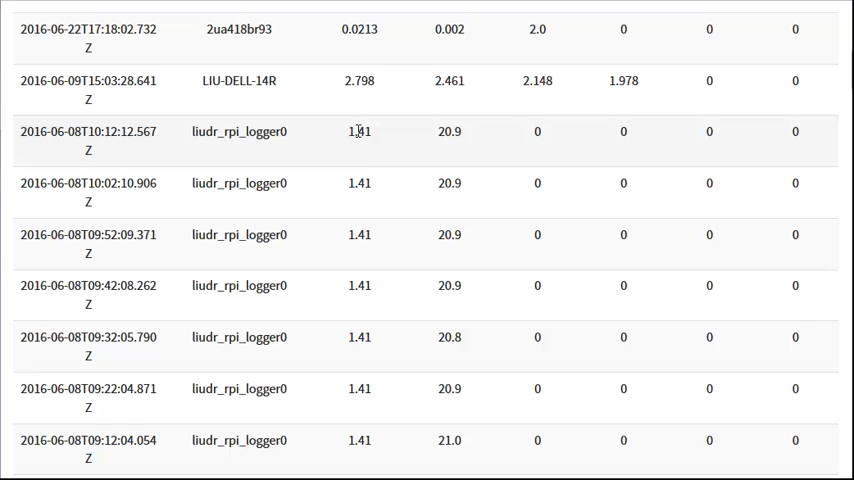 2016-06-22T17:18:02.732 2ua418br93 0.0213 0.002 2.0 0 0 0
Z
2016-06-09T15:03:28.641 LIU-DELL-14R 2.798 2.461 2.148 1.978 0 0
Z
2016-06-08T10:12:12.567 liudr_rpi_logger0 1.41 20.9 0 0 0 0
Z
2016-06-08T10:02:10.906 liudr_rpi_logger0 1.41 20.9 0 0 0 0
Z
2016-06-08T09:52:09.371 liudr_rpi_logger0 1.41 20.9 0 0 0 0
Z
2016-06-08T09:42:08.262 liudr_rpi_logger0 1.41 20.9 0 0 0 0
Z
2016-06-08T09:32:05.790 liudr_rpi_logger0 1.41 20.8 0 0 0 0
Z
2016-06-08T09:22:04.871 liudr_rpi_logger0 1.41 20.9 0 0 0 0
Z
2016-06-08T09:12:04.054 liudr_rpi_logger0 1.41 21.0 0 0 0 0
Z